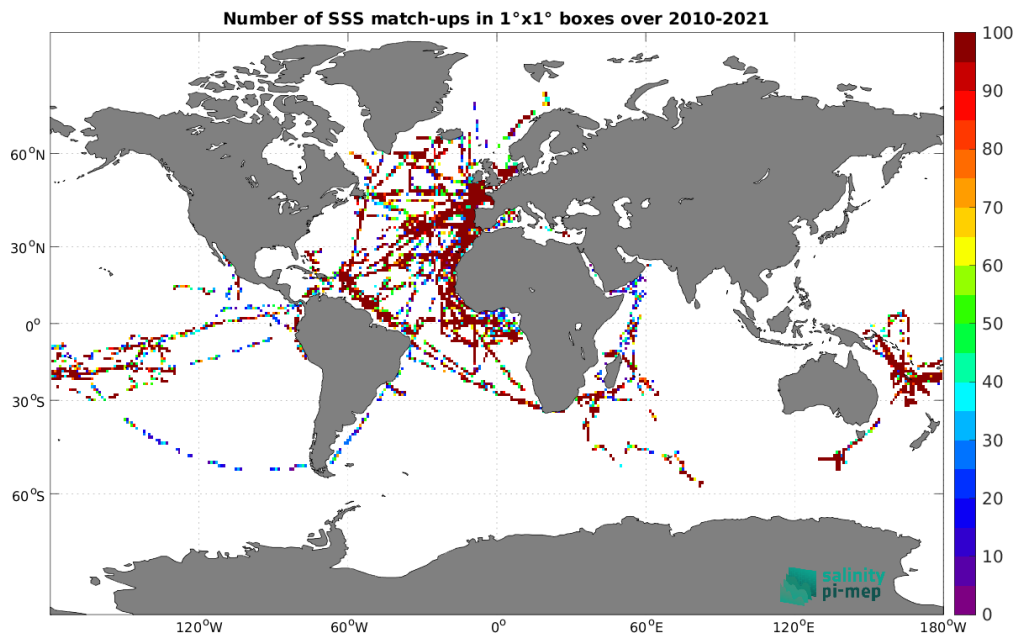 Number of SSS match-ups in 1°x1° boxes over 2010-2021
60°N
30°N
0°
30°S
60°S
120°W
60°W
0°E
60°E
120°E
180°W
100
90
80
70
60
50
40
30
20
10
0
salinity
pi-mep